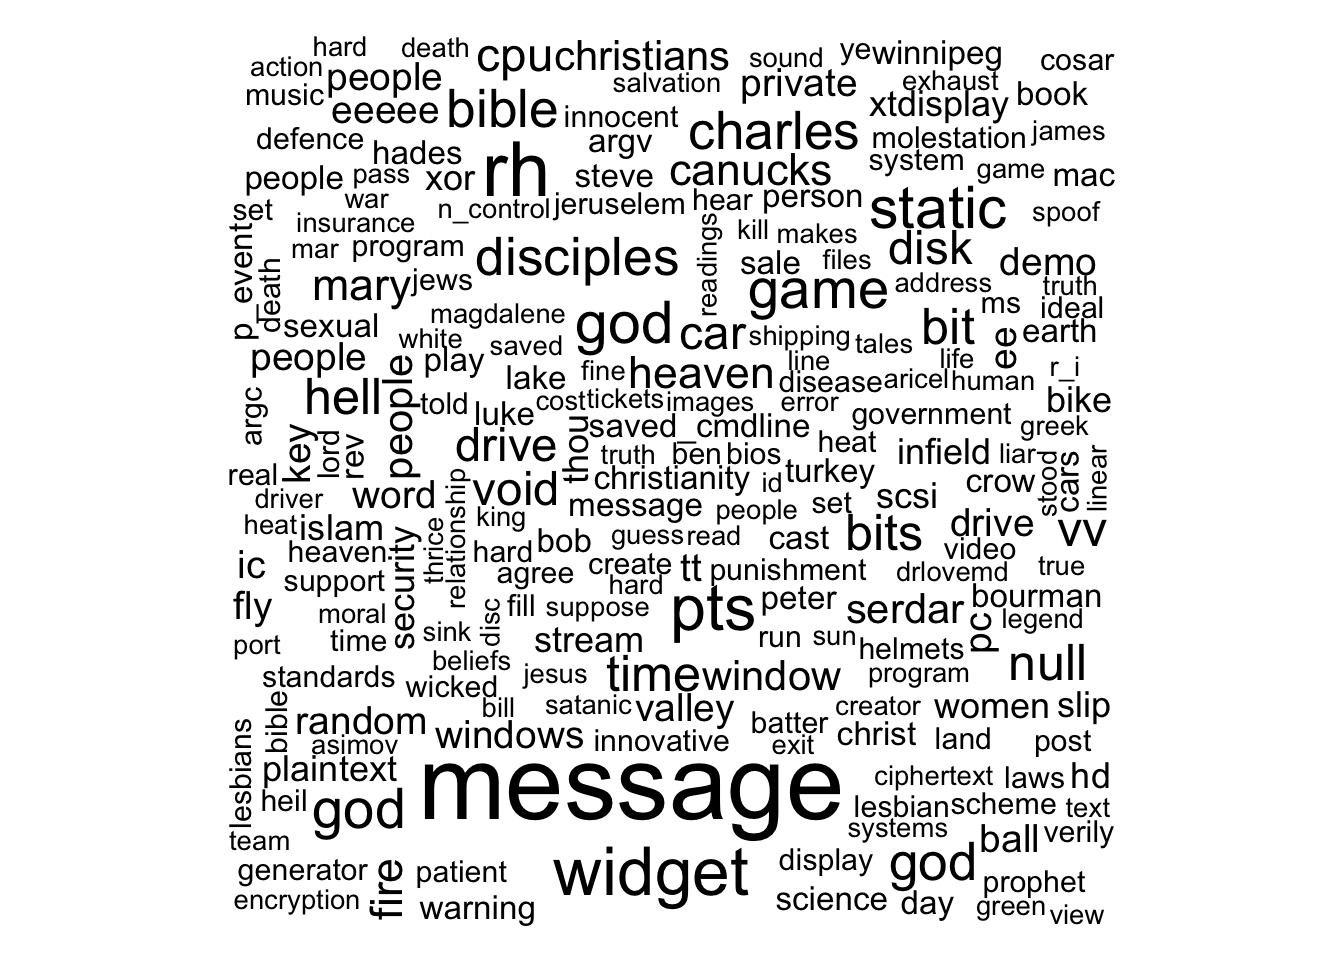 hard death cpu christians sound ye winnipeg cosar
action people salvation private exhaust
music eeeee bible innocent xtdisplay book
defence hades argv charles molestation james
people pass xor rh steve canucks system game mac
set war n_control jeruselem hear person static spoof
insurance
mar program disciples readings kill makes disk demo
p_events death mary jews sale files game address ms truth ideal
sexual magdalene god car shipping tales bit ee earth
people white play saved heaven line life r_i
lake fine disease aricel human
argc hell people told luke cost tickets images error government bike
key lord rev drive thou saved_cmdline heat infield liar greek
real truth ben bios stood cars linear
driver word relationship void christianity id turkey scsi crow
heat islam king message people set bits drive vv
heaven security thrice hard bob guess read cast video
ic support agree create tt punishment drlovemd true
fly moral hard
fill suppose pts peter serdar bourman
port time sink disc stream run sun helmets pc legend
beliefs
standards wicked jesus time window program null
bible random bill satanic valley batter creator women slip
lesbians asimov windows innovative exit christ land post
plaintext message ciphertext laws hd
heil god lesbian scheme text
team systems ball verily
generator fire patient widget display god prophet
encryption warning science day green view